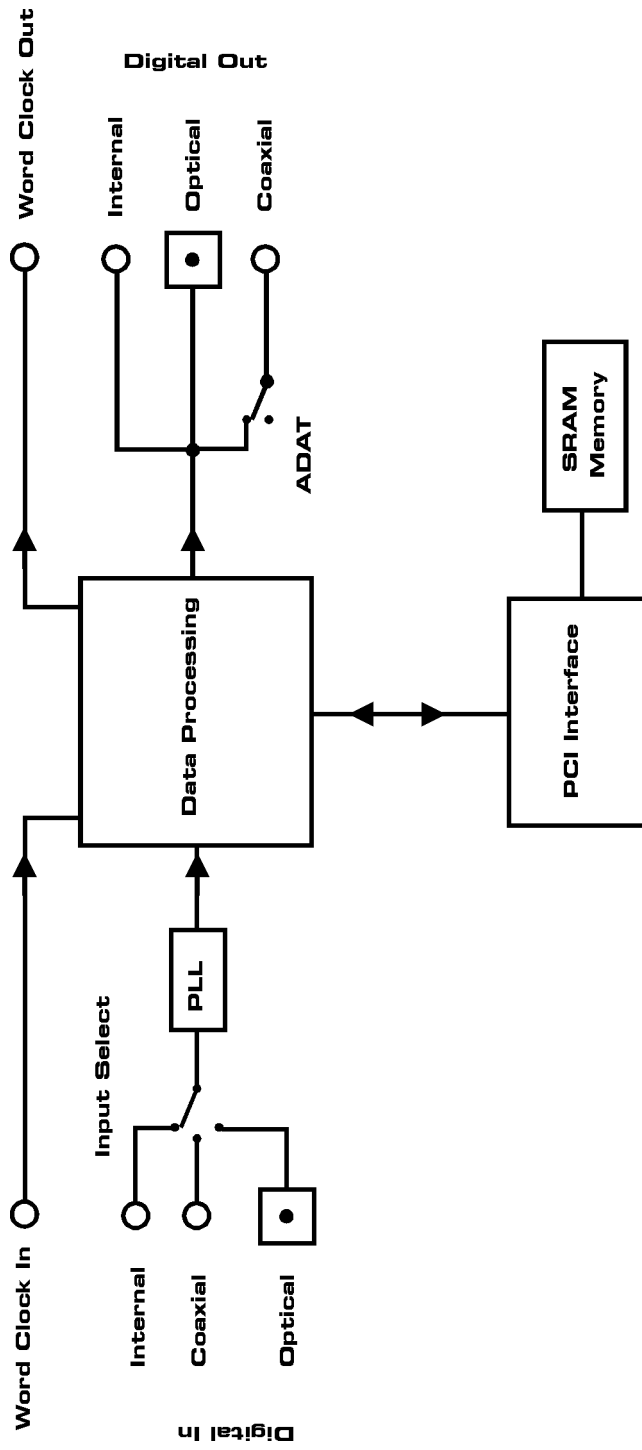 Word Clock In
Word Clock Out
Digital In
Internal
Coaxial
Optical
Input Select
PLL
Data Processing
Digital Out
Internal
Optical
Coaxial
ADAT
PCI Interface
SRAM
Memory